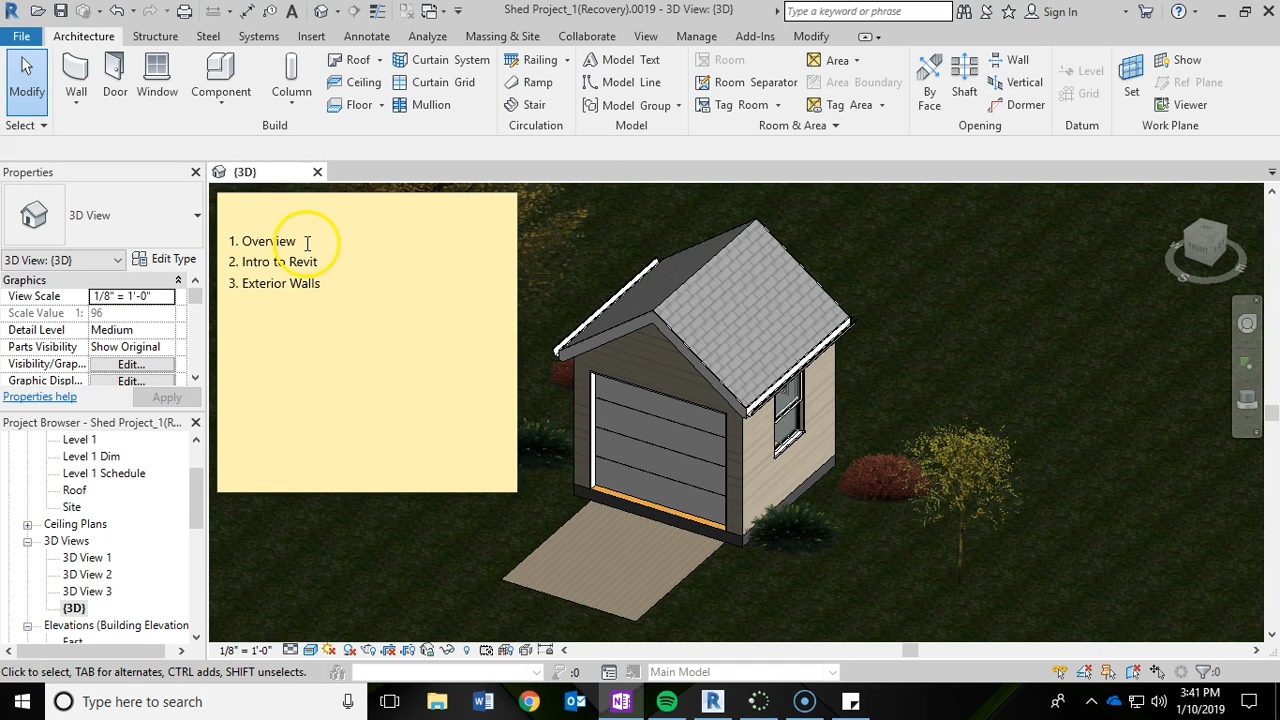 Shed Project_1(Recovery).0019 - 3D View: {3D}
Type a keyword or phrase
Sign In
File Architecture Structure Steel Systems Insert Annotate Analyze Massing & Site Collaborate View Manage Add-Ins Modify
Modify Wall Door Window Component Column
Roof Curtain System
Ceiling Curtain Grid
Floor Mullion
Railing Model Text
Ramp Model Line
Stair Model Group
Room Area
Room Separator Area Boundary
Tag Room Tag Area
By Face Shaft
Wall
Vertical
Dormer
Level
Grid
Set
Show
Ref Plane
Viewer
Select Build Circulation Model Room & Area Opening Datum Work Plane
Properties
{3D}
3D View
3D View: {3D} Edit Type
Graphics
View Scale 1/8" = 1'-0"
Scale Value 1: 96
Detail Level Medium
Parts Visibility Show Original
Visibility/Grap... Edit...
Graphic Displ... Edit...
Properties help Apply
Project Browser - Shed Project_1(R...
Level 1
Level 1 Dim
Level 1 Schedule
Roof
Site
Ceiling Plans
3D Views
3D View 1
3D View 2
3D View 3
{3D}
Elevations (Building Elevation
East
1. Overview
2. Intro to Revit
3. Exterior Walls
FRONT
S
1/8" = 1'-0"
Click to select, TAB for alternates, CTRL adds, SHIFT unselects.
:0
Main Model
:0
Type here to search
3:41 PM
1/10/2019